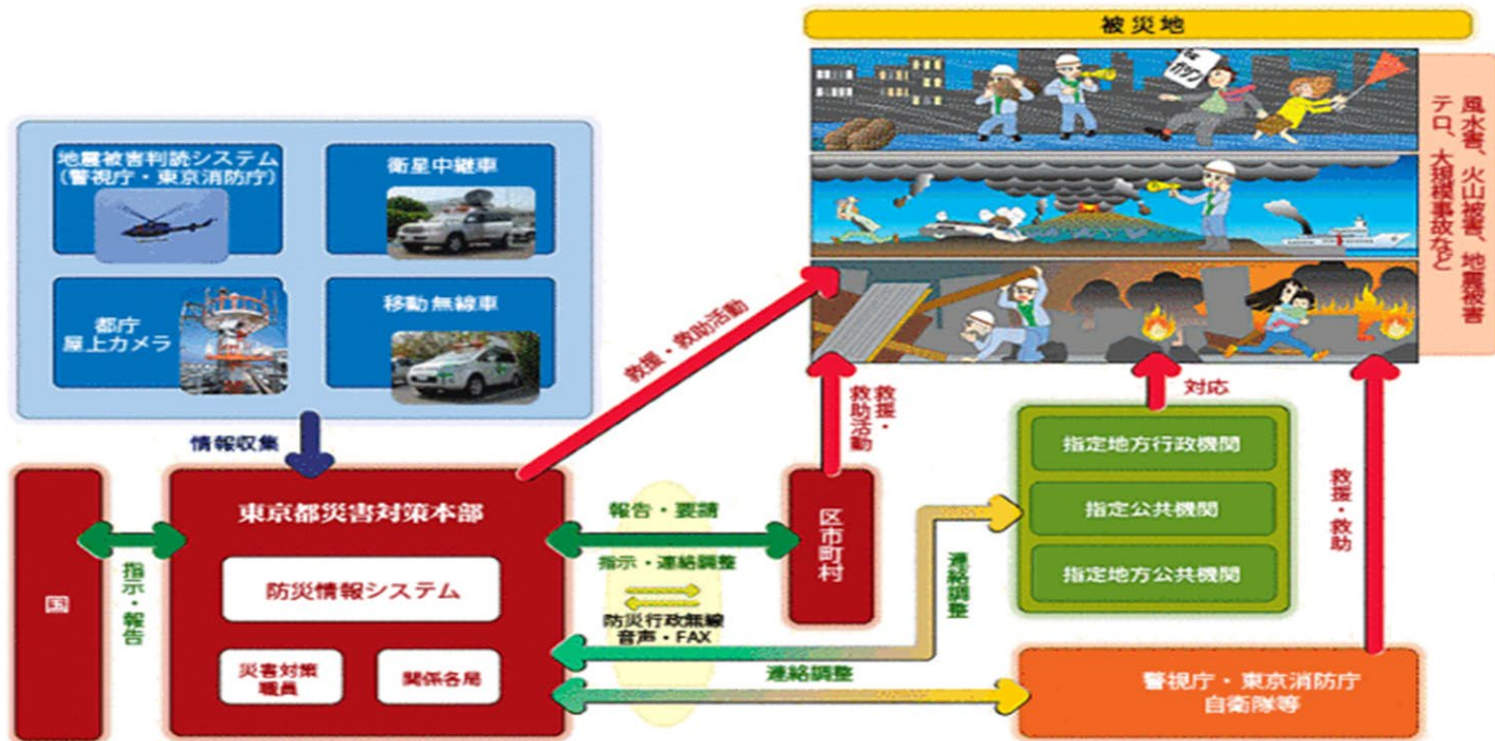 被災地
風水害、火山被害、地震被害
テロ、大規模事故など
地震被害判読システム
(警視庁・東京消防庁)
衛星中継車
都庁
屋上カメラ
移動無線車
情報収集
救援・救助活動
救援・
救助活動
対応
救援・救助
国
指示・報告
東京都災害対策本部
防災情報システム
災害対策
職員
関係各局
報告・要請
指示・連絡調整
防災行政無線
音声・FAX
区市町村
連絡調整
指定地方行政機関
指定公共機関
指定地方公共機関
連絡調整
警視庁・東京消防庁
自衛隊等